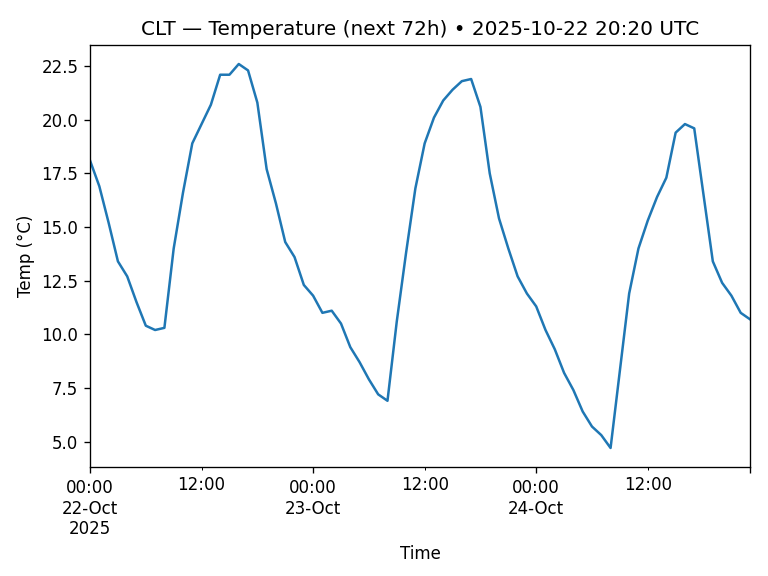 CLT — Temperature (next 72h) • 2025-10-22 20:20 UTC
22.5
20.0
17.5
15.0
12.5
10.0
7.5
5.0
Temp (°C)
00:00 12:00 00:00 12:00 00:00 12:00
22-Oct 23-Oct 24-Oct
2025
Time